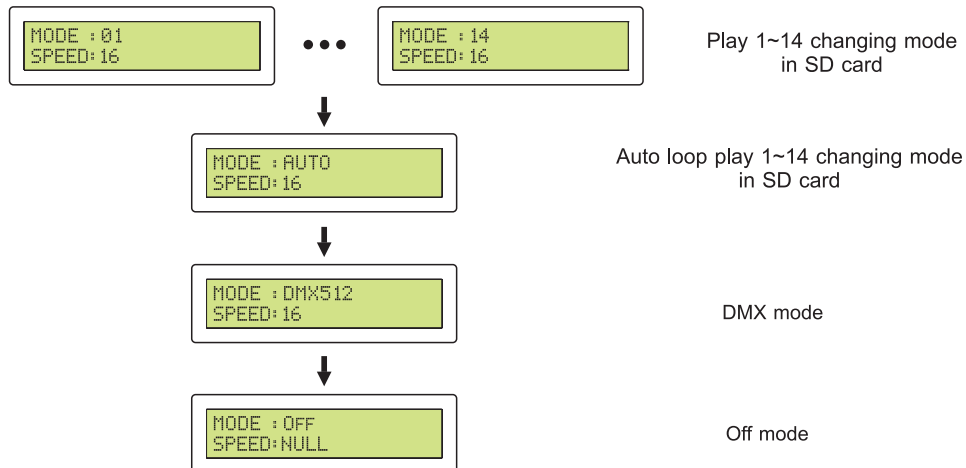 MODE :01
SPEED:16
•••
MODE :14
SPEED:16
Play 1~14 changing mode
in SD card
MODE :AUTO
SPEED:16
Auto loop play 1~14 changing mode
in SD card
MODE :DMX512
SPEED:16
DMX mode
MODE :OFF
SPEED:NULL
Off mode